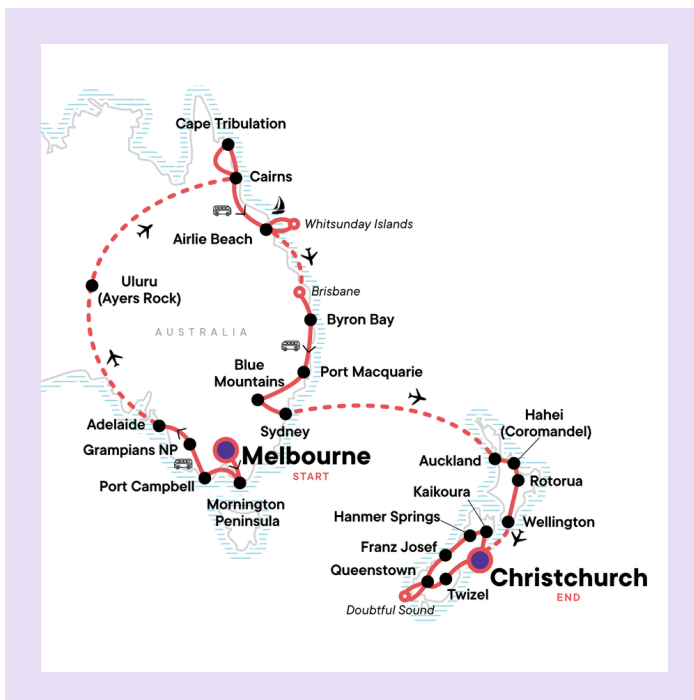 Cape Tribulation
Cairns
Whitsunday Islands
Airlie Beach
Uluru
(Ayers Rock)
Brisbane
Byron Bay
AUSTRALIA
Blue
Mountains
Port Macquarie
Sydney
Adelaide
Grampians NP
Melbourne
START
Port Campbell
Mornington
Peninsula
Hahei
(Coromandel)
Auckland
Rotorua
Kaikoura
Hanmer Springs
Wellington
Franz Josef
Queenstown
Christchurch
END
Twizel
Doubtful Sound